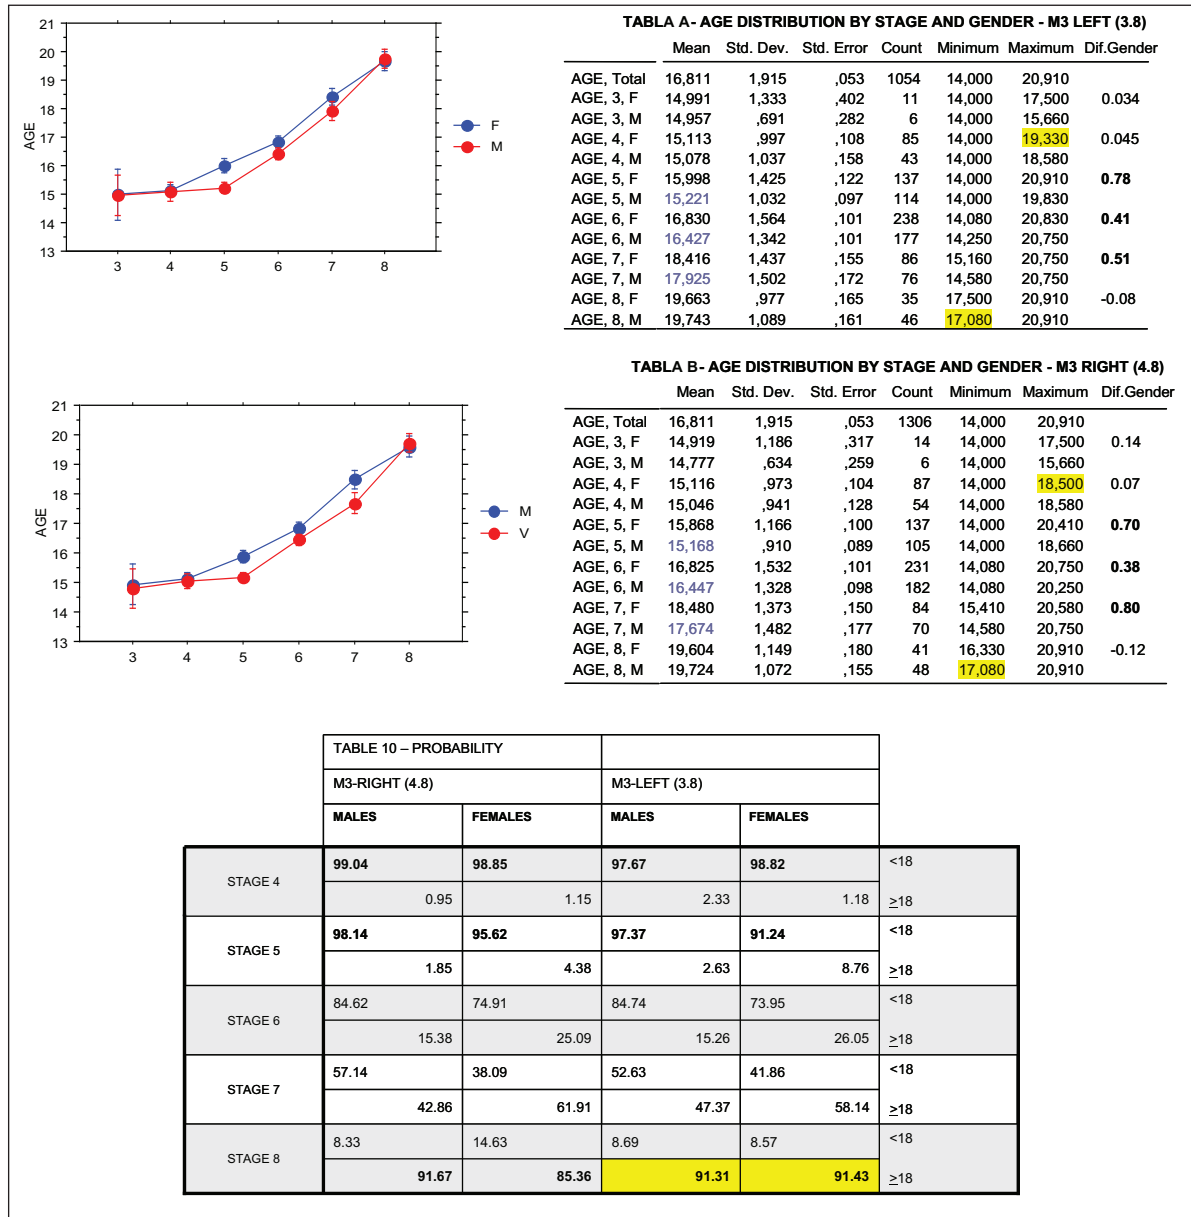 21
20
19
18
17
16
15
14
13
AGE
3 4 5 6 7 8
F
M
TABLA A- AGE DISTRIBUTION BY STAGE AND GENDER - M3 LEFT (3.8)
Mean Std. Dev. Std. Error Count Minimum Maximum Dif.Gender
AGE, Total 16,811 1,915 ,053 1054 14,000 20,910
AGE, 3, F 14,991 1,333 ,402 11 14,000 17,500 0.034
AGE, 3, M 14,957 ,691 ,282 6 14,000 15,660
AGE, 4, F 15,113 ,997 ,108 85 14,000 19,330 0.045
AGE, 4, M 15,078 1,037 ,158 43 14,000 18,580
AGE, 5, F 15,998 1,425 ,122 137 14,000 20,910 0.78
AGE, 5, M 15,221 1,032 ,097 114 14,000 19,830
AGE, 6, F 16,830 1,564 ,101 238 14,080 20,830 0.41
AGE, 6, M 16,427 1,342 ,101 177 14,250 20,750
AGE, 7, F 18,416 1,437 ,155 86 15,160 20,750 0.51
AGE, 7, M 17,925 1,502 ,172 76 14,580 20,750
AGE, 8, F 19,663 ,977 ,165 35 17,500 20,910 -0.08
AGE, 8, M 19,743 1,089 ,161 46 17,080 20,910
21
20
19
18
17
16
15
14
13
AGE
3 4 5 6 7 8
M
V
TABLA B- AGE DISTRIBUTION BY STAGE AND GENDER - M3 RIGHT (4.8)
Mean Std. Dev. Std. Error Count Minimum Maximum Dif.Gender
AGE, Total 16,811 1,915 ,053 1306 14,000 20,910
AGE, 3, F 14,919 1,186 ,317 14 14,000 17,500 0.14
AGE, 3, M 14,777 ,634 ,259 6 14,000 15,660
AGE, 4, F 15,116 ,973 ,104 87 14,000 18,500 0.07
AGE, 4, M 15,046 ,941 ,128 54 14,000 18,580
AGE, 5, F 15,868 1,166 ,100 137 14,000 20,410 0.70
AGE, 5, M 15,168 ,910 ,089 105 14,000 18,660
AGE, 6, F 16,825 1,532 ,101 231 14,080 20,750 0.38
AGE, 6, M 16,447 1,328 ,098 182 14,080 20,250
AGE, 7, F 18,480 1,373 ,150 84 15,410 20,580 0.80
AGE, 7, M 17,674 1,482 ,177 70 14,580 20,750
AGE, 8, F 19,604 1,149 ,180 41 16,330 20,910 -0.12
AGE, 8, M 19,724 1,072 ,155 48 17,080 20,910
TABLE 10 – PROBABILITY
M3-RIGHT (4.8) M3-LEFT (3.8)
MALES FEMALES MALES FEMALES
STAGE 4
99.04 98.85 97.67 98.82 <18
0.95 1.15 2.33 1.18 ≥18
STAGE 5
98.14 95.62 97.37 91.24 <18
1.85 4.38 2.63 8.76 ≥18
STAGE 6
84.62 74.91 84.74 73.95 <18
15.38 25.09 15.26 26.05 ≥18
STAGE 7
57.14 38.09 52.63 41.86 <18
42.86 61.91 47.37 58.14 ≥18
STAGE 8
8.33 14.63 8.69 8.57 <18
91.67 85.36 91.31 91.43 ≥18